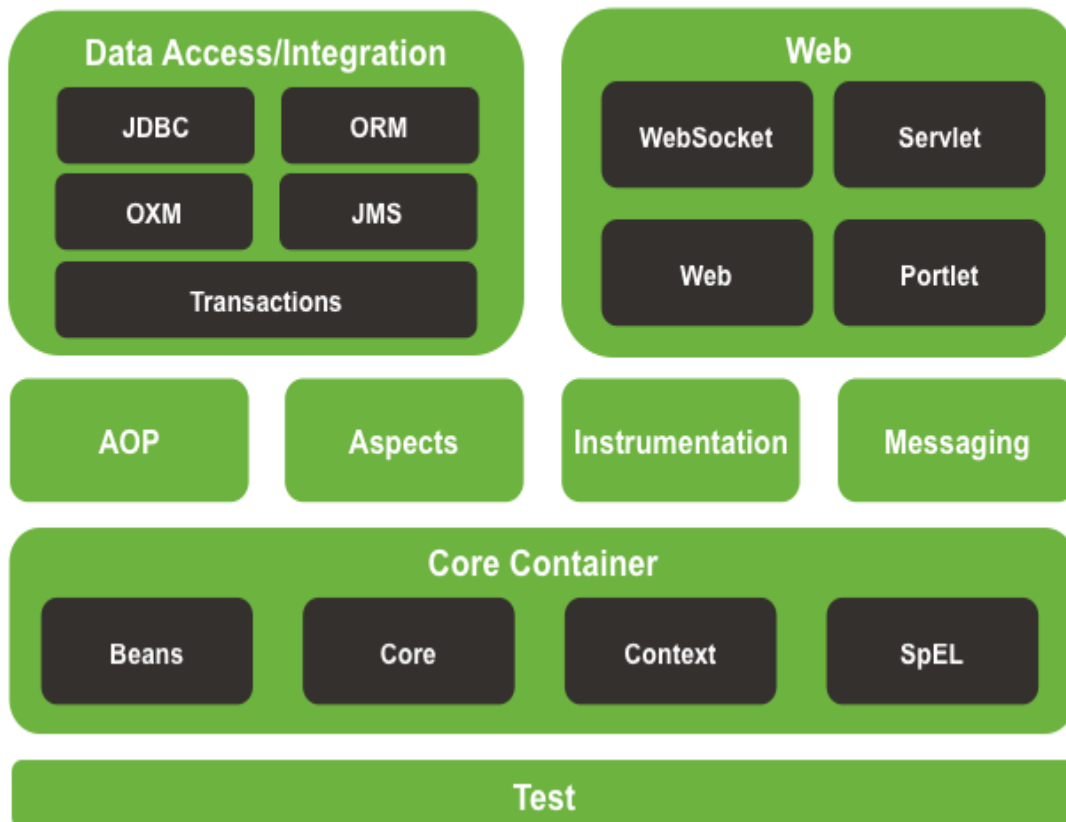 Data Access/Integration
JDBC
ORM
OXM
JMS
Transactions
Web
WebSocket
Servlet
Web
Portlet
AOP
Aspects
Instrumentation
Messaging
Core Container
Beans
Core
Context
SpEL
Test